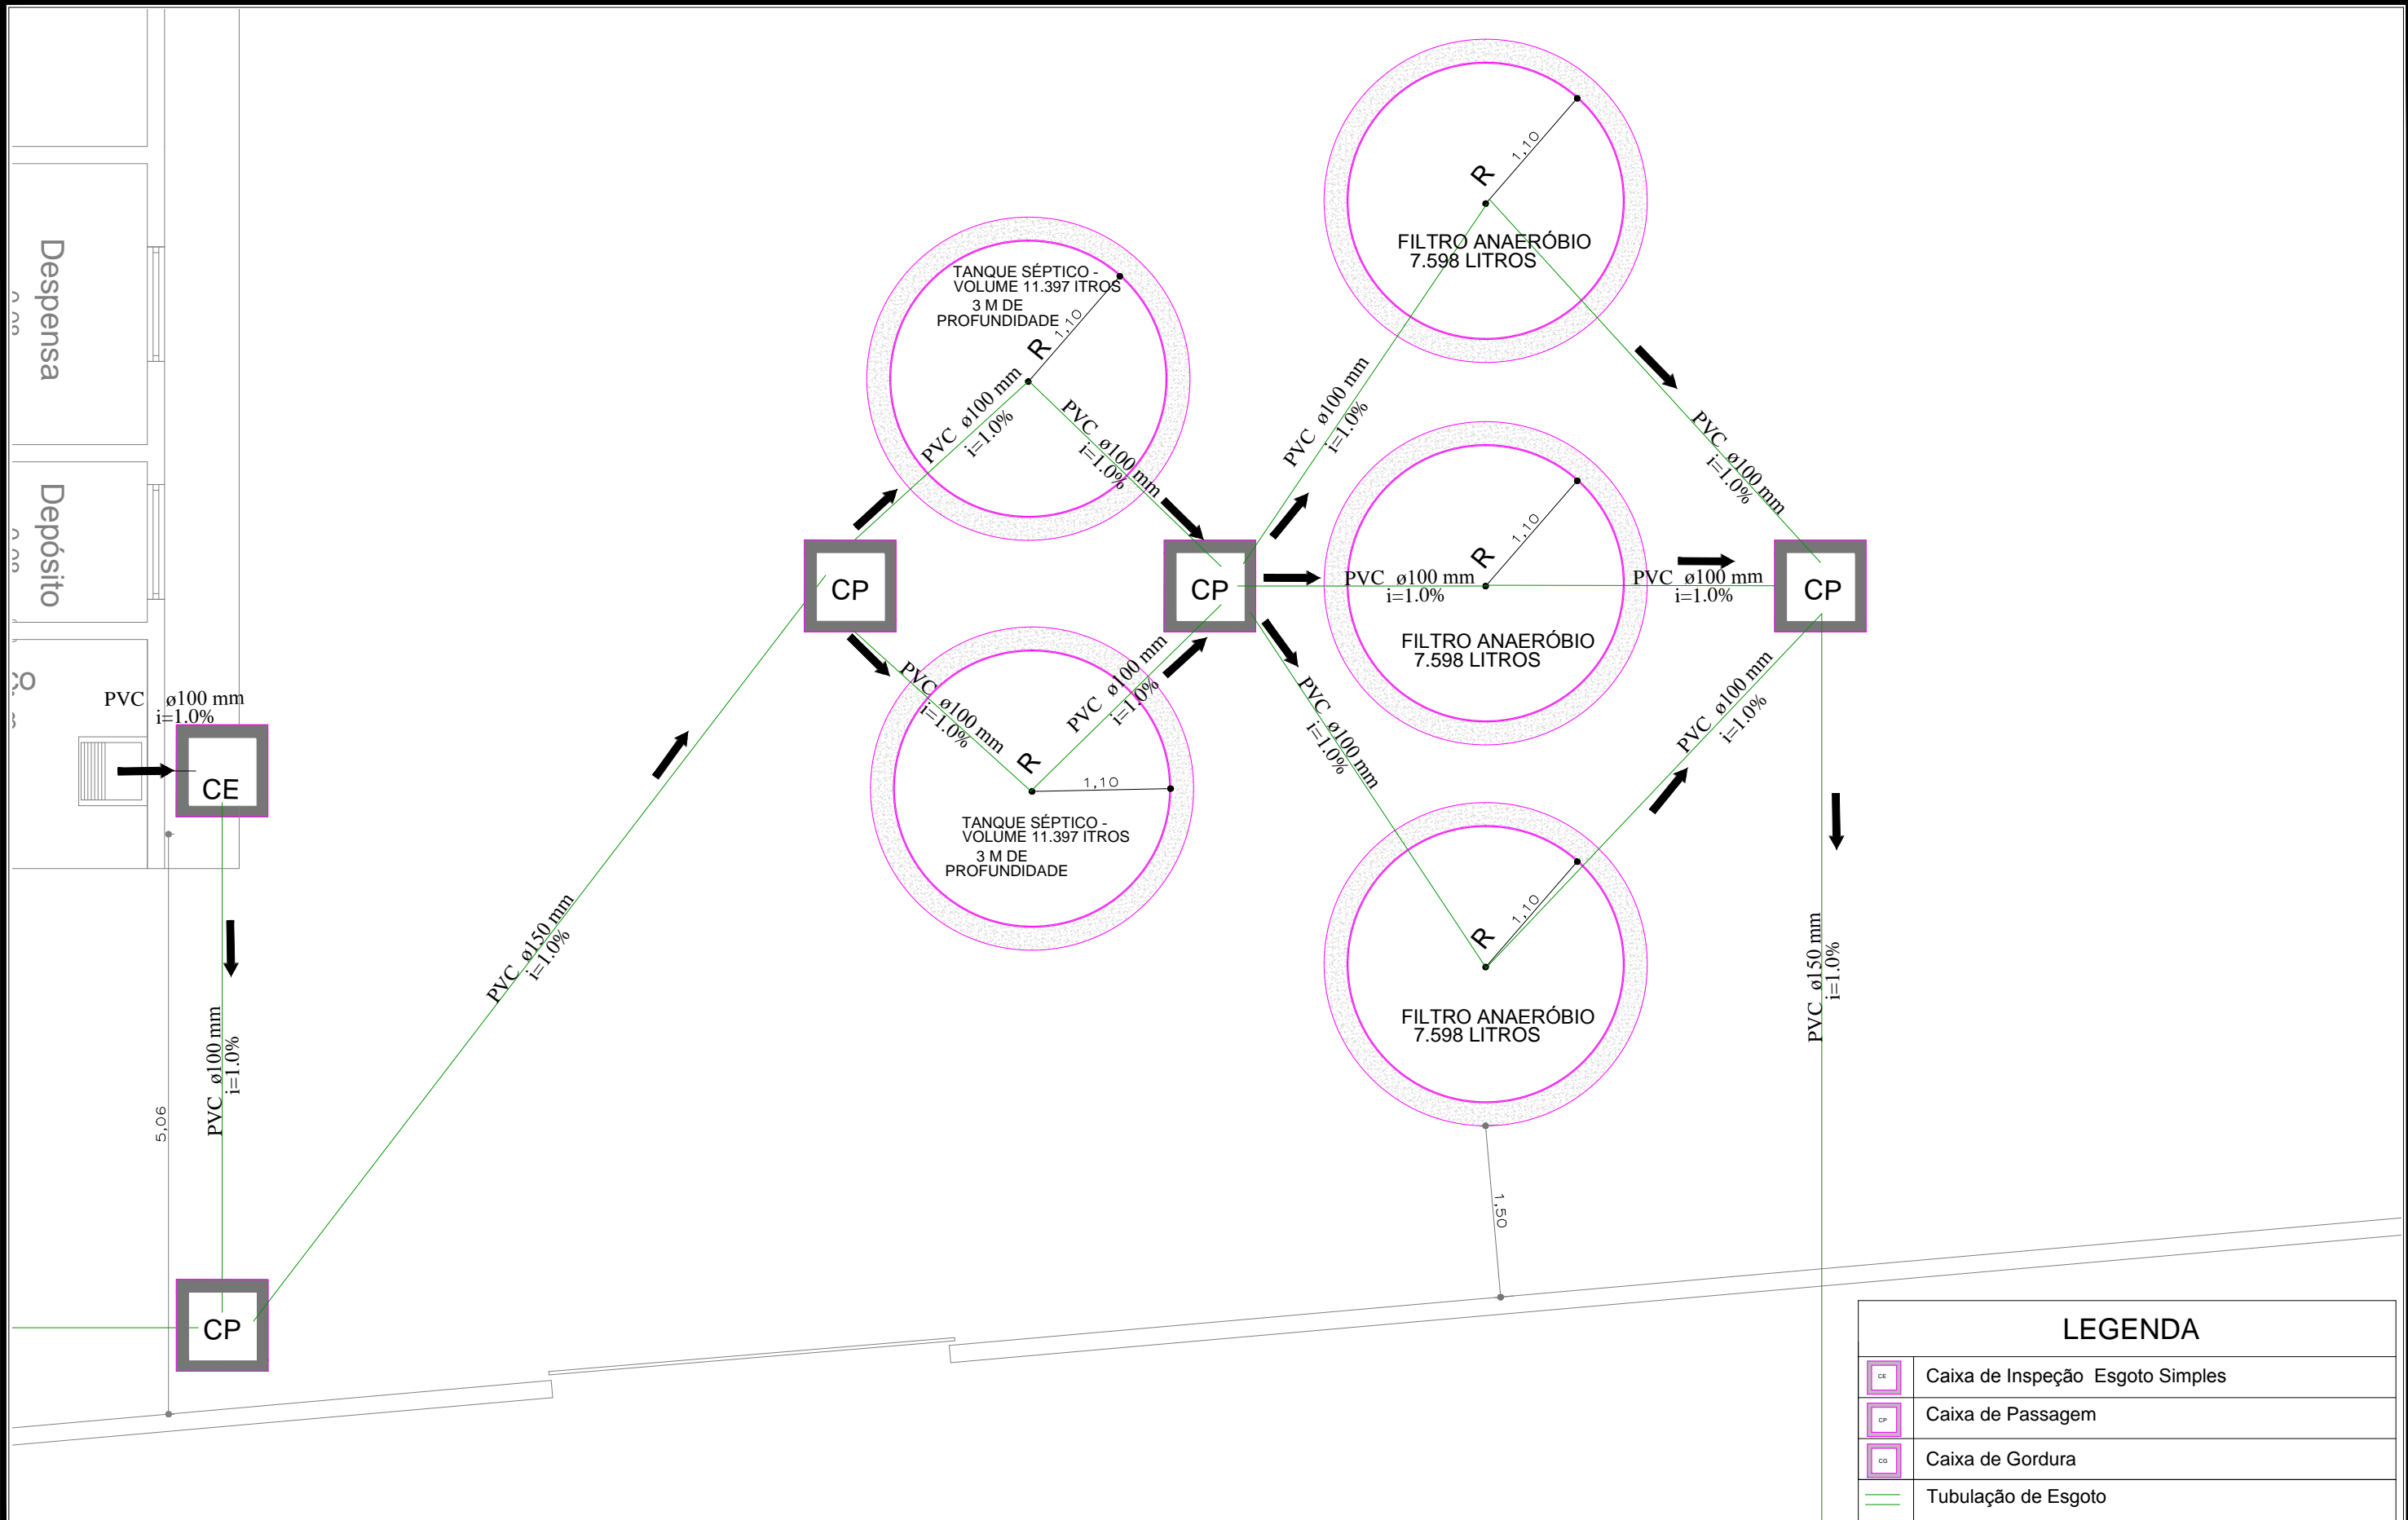 Despensa
Depósito
ÇO
PVC ø100 mm
i=1.0%
CE
PVC ø100 mm
i=1.0%
5,06
CP
PVC ø150 mm
i=1.0%
CP
TANQUE SÉPTICO -
VOLUME 11.397 ITROS
3 M DE
PROFUNDIDADE
1,10
R
PVC ø100 mm
i=1.0%
PVC ø100 mm
i=1.0%
PVC ø100 mm
i=1.0%
PVC ø100 mm
i=1.0%
R
1,10
TANQUE SÉPTICO -
VOLUME 11.397 ITROS
3 M DE
PROFUNDIDADE
CP
PVC ø100 mm
i=1.0%
1,10
R
FILTRO ANAERÓBIO
7.598 LITROS
PVC ø100 mm
i=1.0%
1,10
R
PVC ø100 mm
i=1.0%
PVC ø100 mm
i=1.0%
FILTRO ANAERÓBIO
7.598 LITROS
CP
PVC ø100 mm
i=1.0%
PVC ø100 mm
i=1.0%
1,10
R
FILTRO ANAERÓBIO
7.598 LITROS
PVC ø150 mm
i=1.0%
1,50
LEGENDA
CE Caixa de Inspeção Esgoto Simples
CP Caixa de Passagem
CG Caixa de Gordura
Tubulação de Esgoto